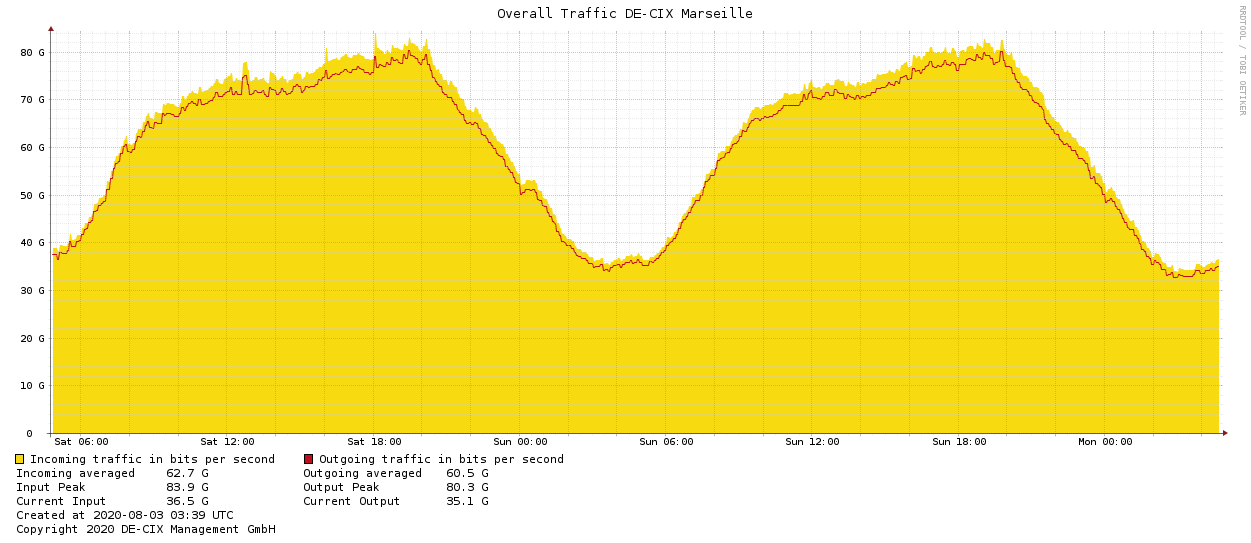 Overall Traffic DE-CIX Marseille
RRDTOOL / TOBI OETIKER
80 G
70 G
60 G
50 G
40 G
30 G
20 G
10 G
0
Sat 06:00 Sat 12:00 Sat 18:00 Sun 00:00 Sun 06:00 Sun 12:00 Sun 18:00 Mon 00:00
Incoming traffic in bits per second Outgoing traffic in bits per second
Incoming averaged 62.7 G Outgoing averaged 60.5 G
Input Peak 83.9 G Output Peak 80.3 G
Current Input 36.5 G Current Output 35.1 G
Created at 2020-08-03 03:39 UTC
Copyright 2020 DE-CIX Management GmbH